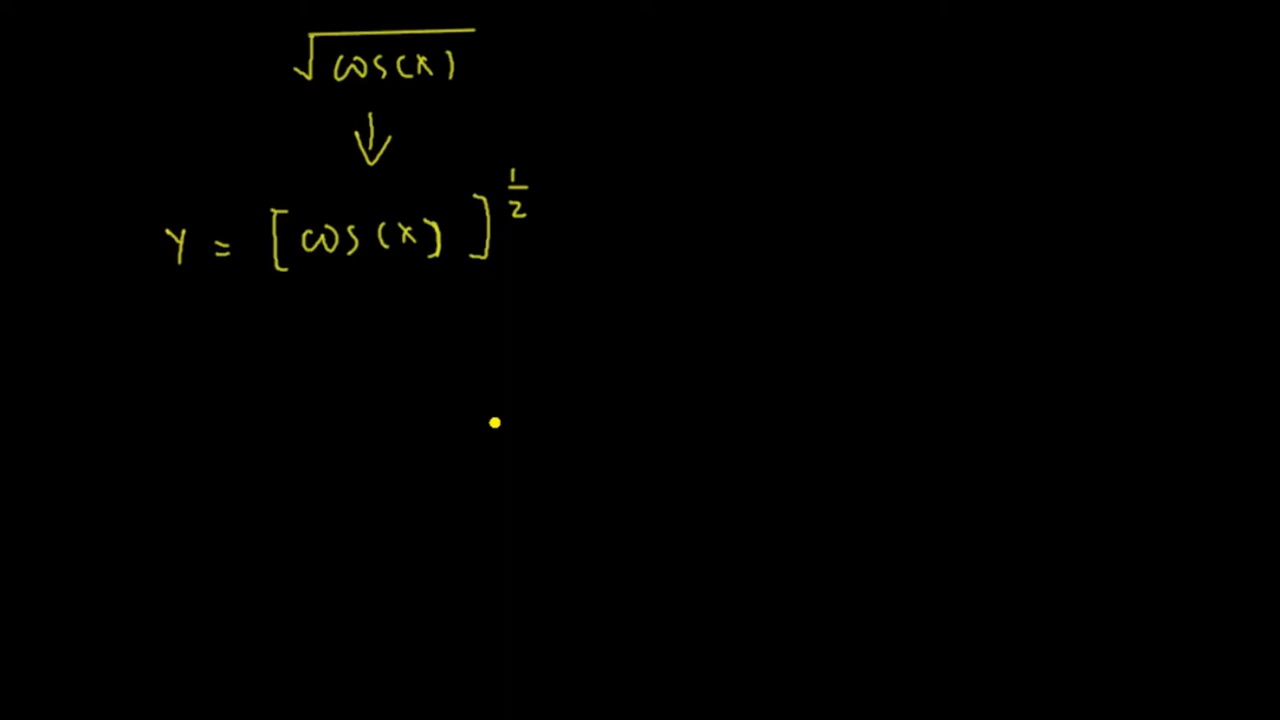 √cos(x)
↓
Y = [cos(x)]^1/2